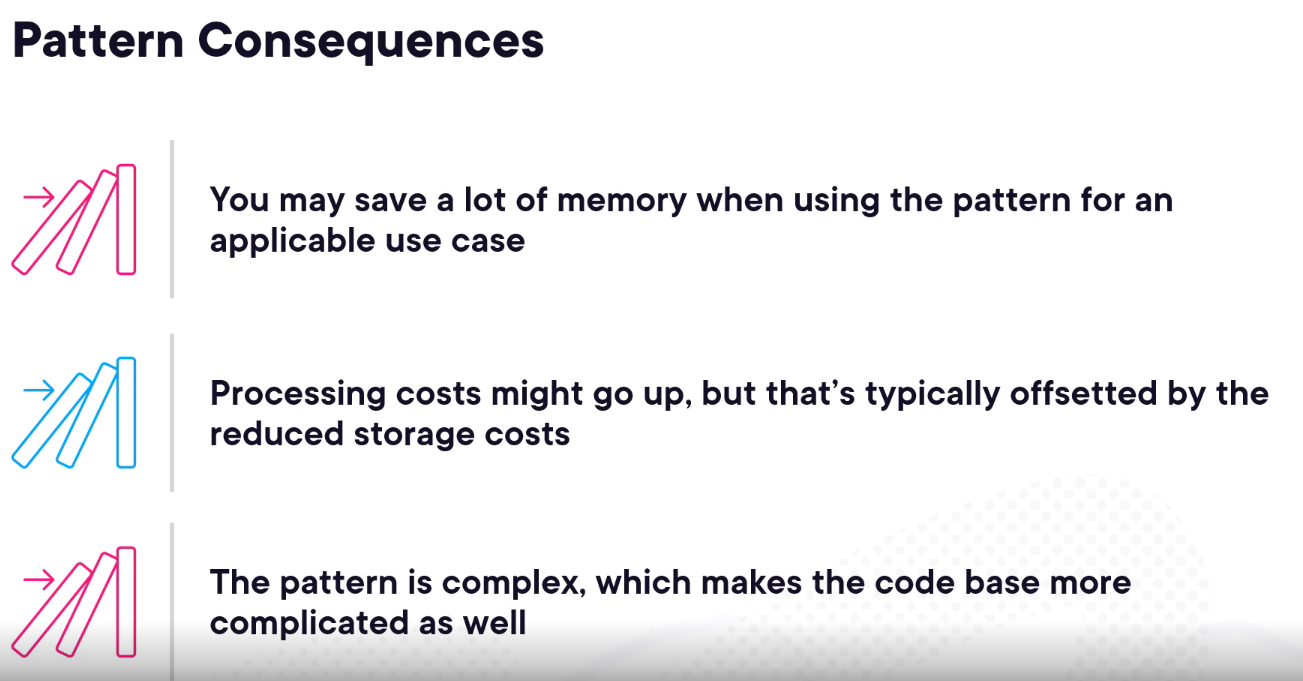 Pattern Consequences
You may save a lot of memory when using the pattern for an
applicable use case
Processing costs might go up, but that’s typically offsetted by the
reduced storage costs
The pattern is complex, which makes the code base more
complicated as well